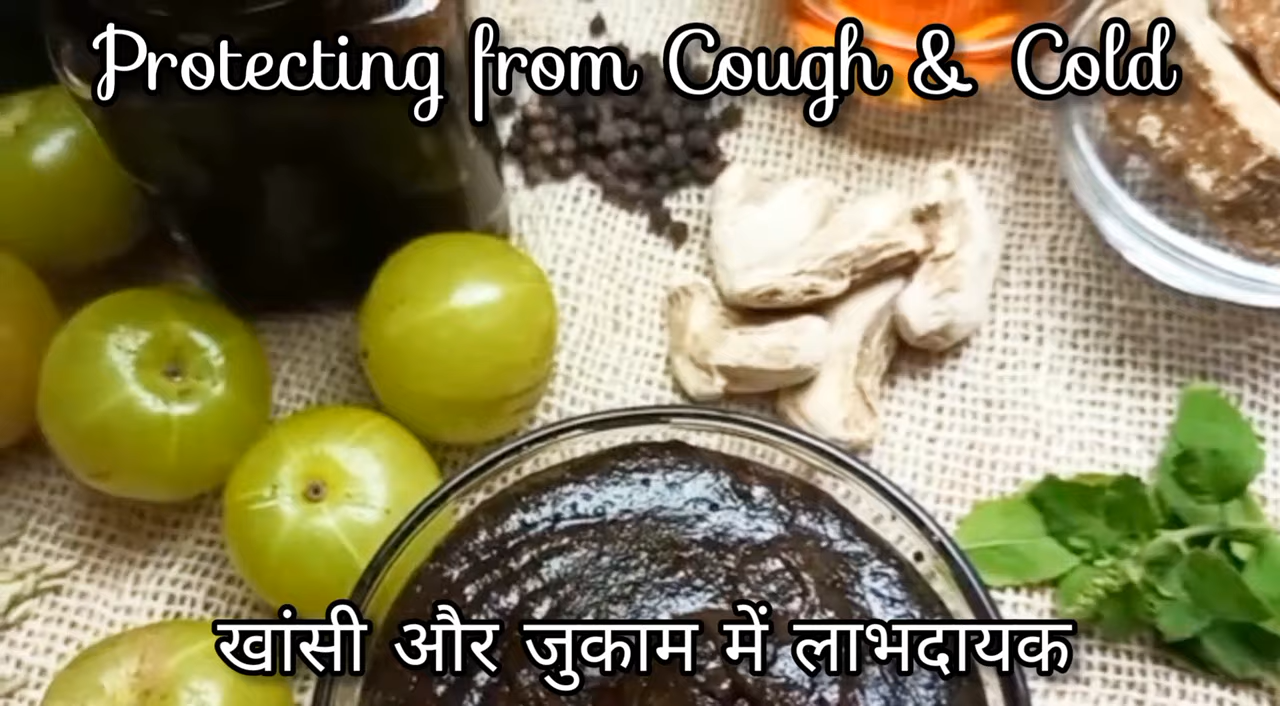 Protecting from Cough & Cold
खांसी और जुकाम में लाभदायक